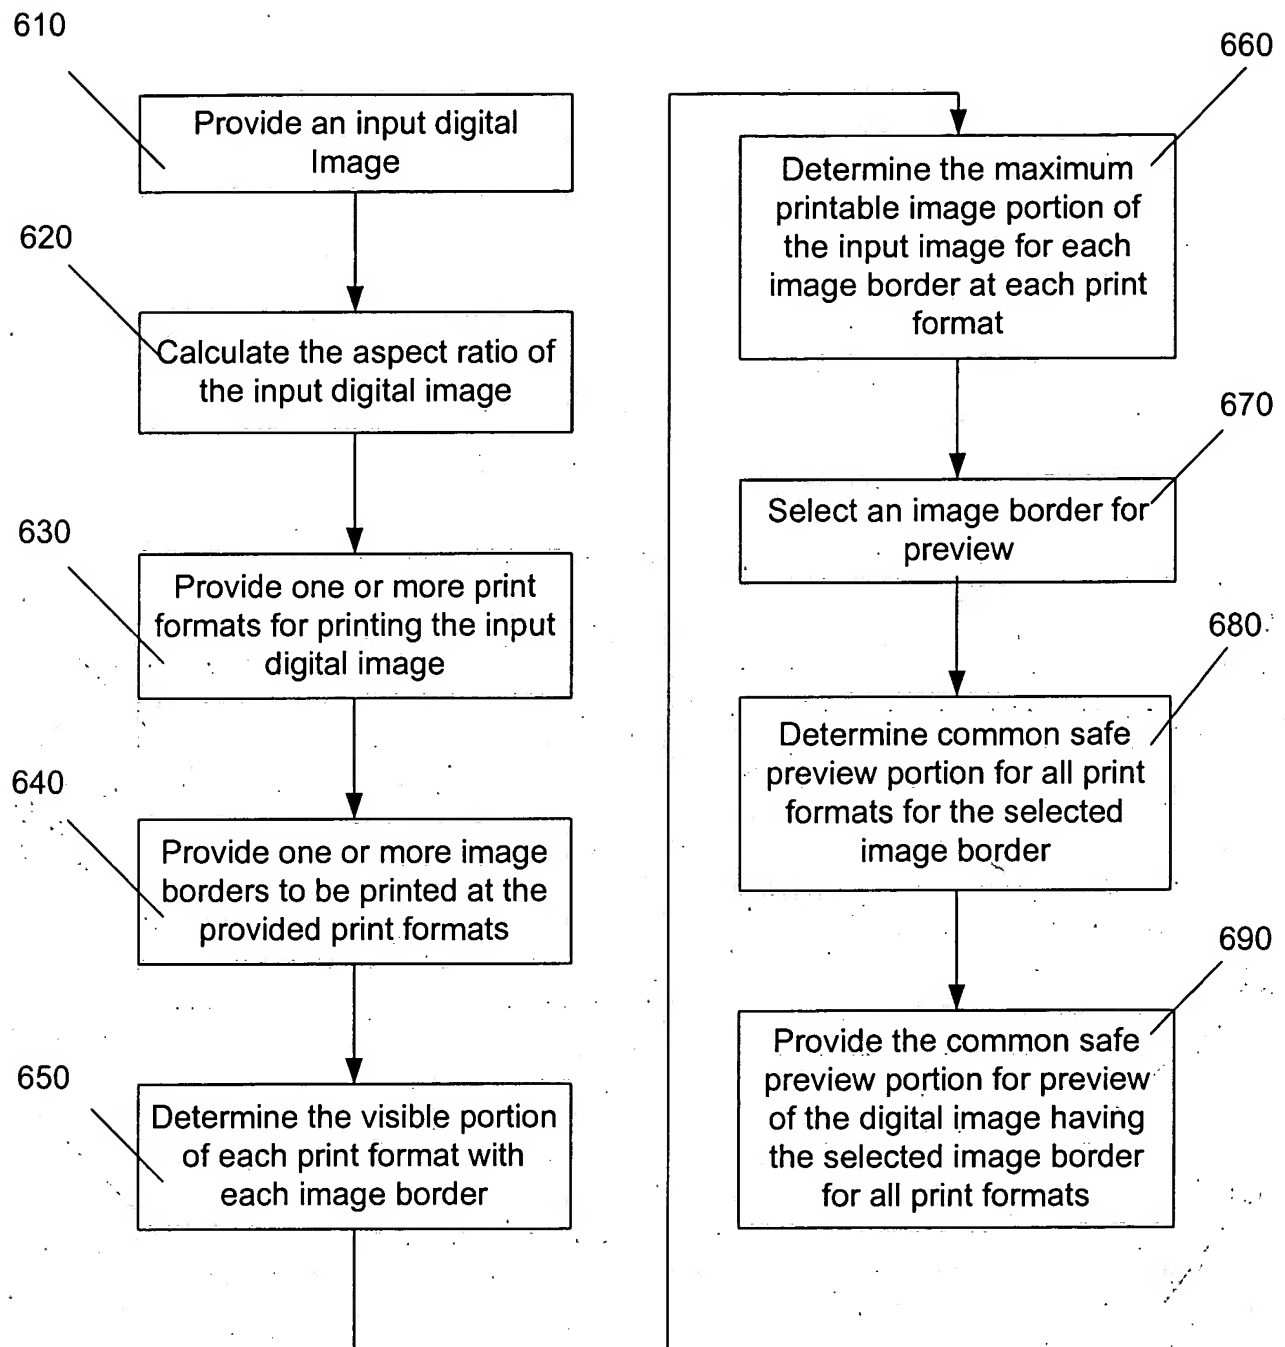 610
Provide an input digital
Image
620
Calculate the aspect ratio of
the input digital image
630
Provide one or more print
formats for printing the input
digital image
640
Provide one or more image
borders to be printed at the
provided print formats
650
Determine the visible portion
of each print format with
each image border
660
Determine the maximum
printable image portion of
the input image for each
image border at each print
format
670
Select an image border for
preview
680
Determine common safe
preview portion for all print
formats for the selected
image border
690
Provide the common safe
preview portion for preview
of the digital image having
the selected image border
for all print formats